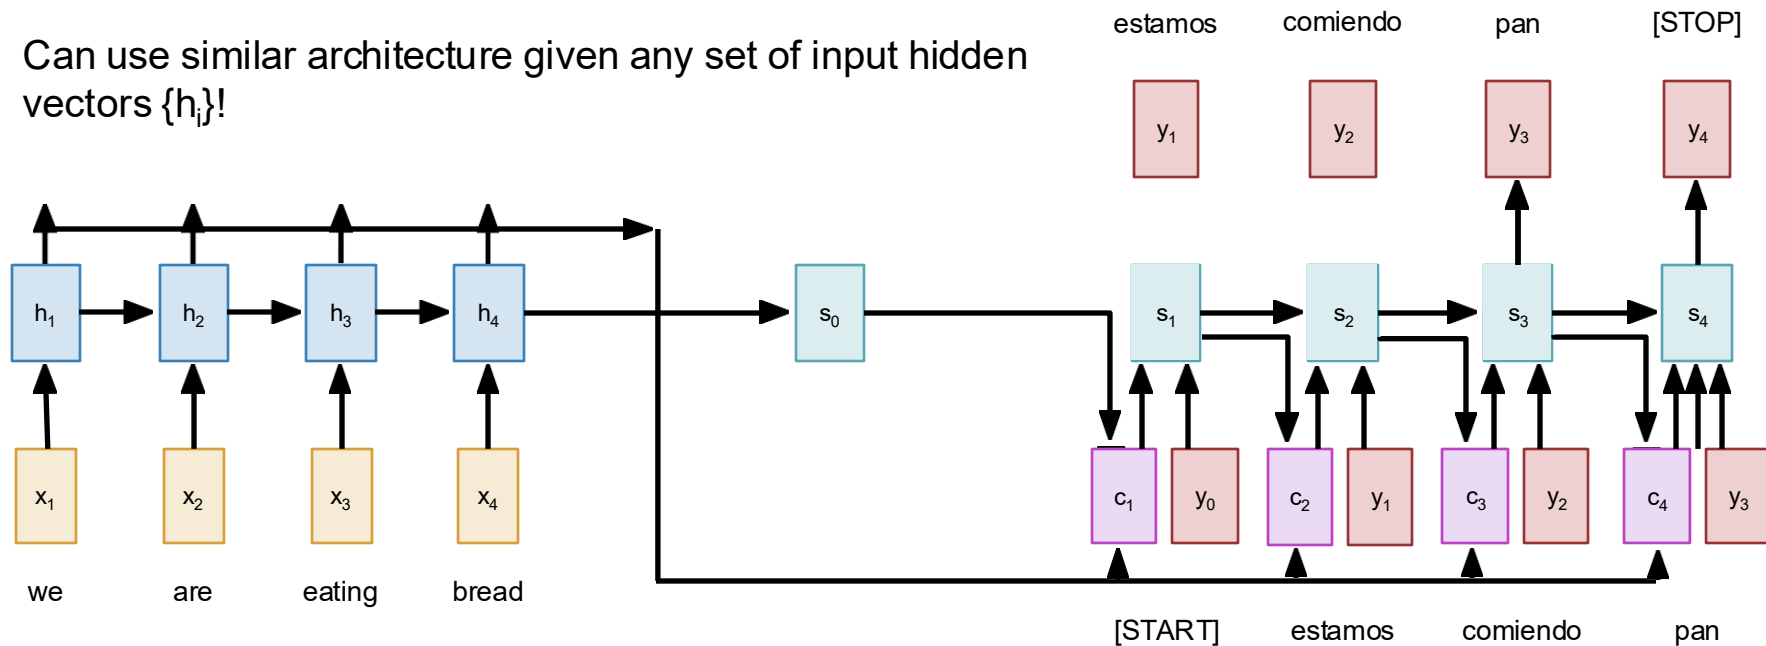 estamos comiendo pan [STOP]
Can use similar architecture given any set of input hidden
vectors {hᵢ}!
y₁ y₂ y₃ y₄
h₁ h₂ h₃ h₄ s₀ s₁ s₂ s₃ s₄
x₁ x₂ x₃ x₄ c₁ y₀ c₂ y₁ c₃ y₂ c₄ y₃
we are eating bread
[START] estamos comiendo pan